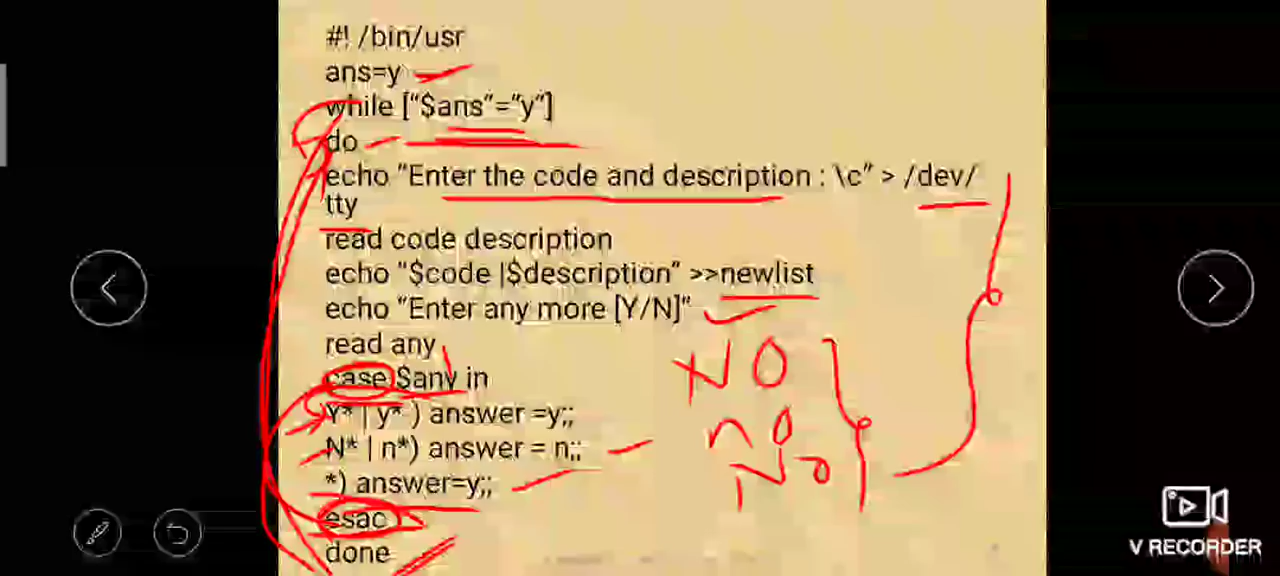 #! /bin/usr
ans=y
while ["$ans"="y"]
do
echo "Enter the code and description : \c" > /dev/
tty
read code description
echo "$code |$description" >>newlist
echo "Enter any more [Y/N]"
read any
case $any in
Y* | y* ) answer =y;;
N* | n*) answer = n;;
*) answer=y;;
esac
done
NO
no
No
V RECORDER